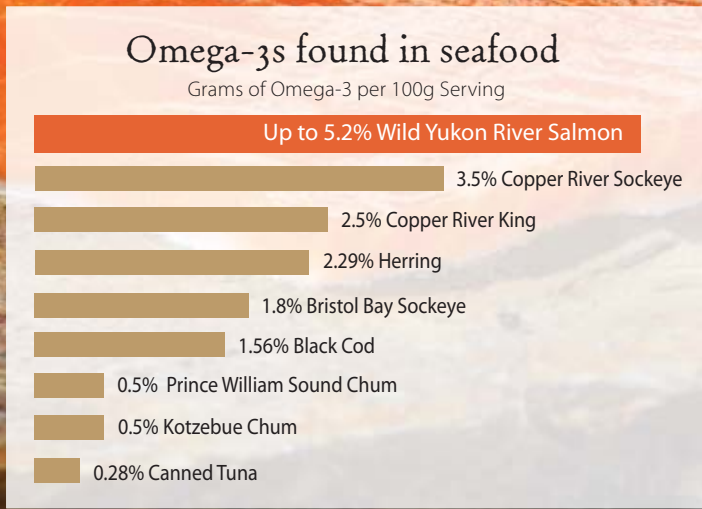 Omega-3s found in seafood
Grams of Omega-3 per 100g Serving
Up to 5.2% Wild Yukon River Salmon
3.5% Copper River Sockeye
2.5% Copper River King
2.29% Herring
1.8% Bristol Bay Sockeye
1.56% Black Cod
0.5% Prince William Sound Chum
0.5% Kotzebue Chum
0.28% Canned Tuna